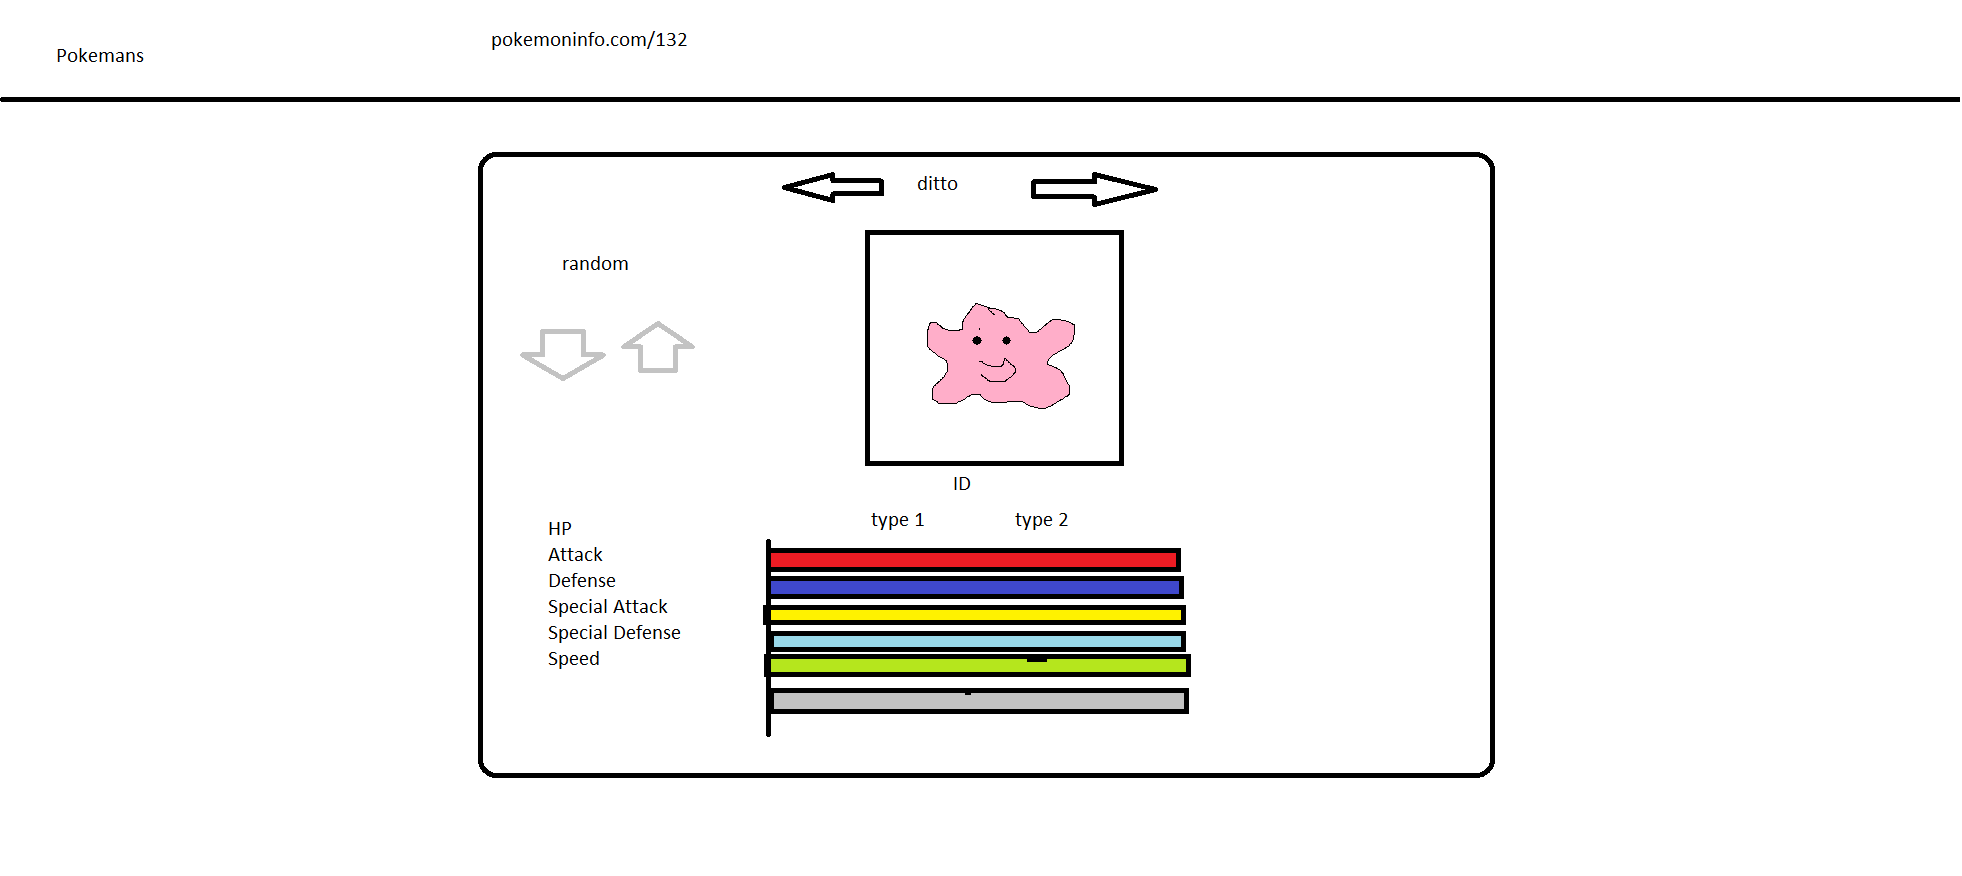 Pokemans
pokemoninfo.com/132
ditto
random
ID
type 1
type 2
HP
Attack
Defense
Special Attack
Special Defense
Speed